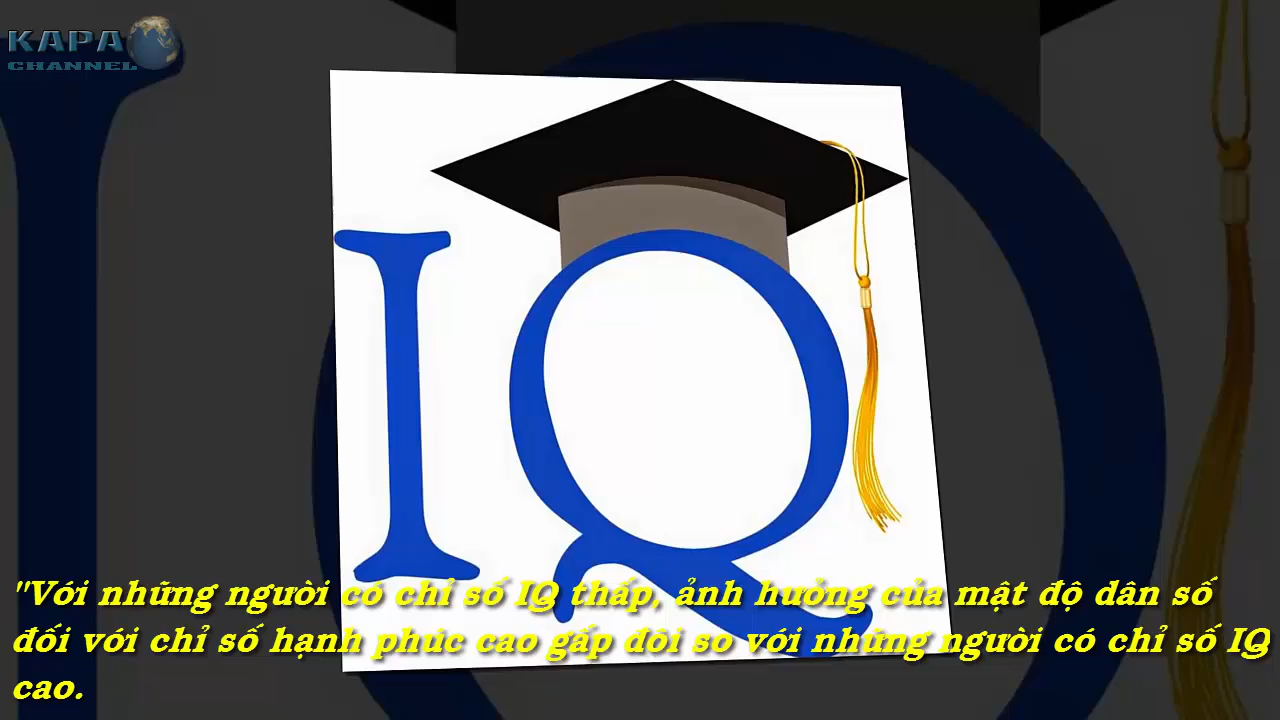 KAPA
CHANNEL
IQ
"Với những người có chỉ số IQ thấp, ảnh hưởng của mật độ dân số
đối với chỉ số hạnh phúc cao gấp đôi so với những người có chỉ số IQ
cao.